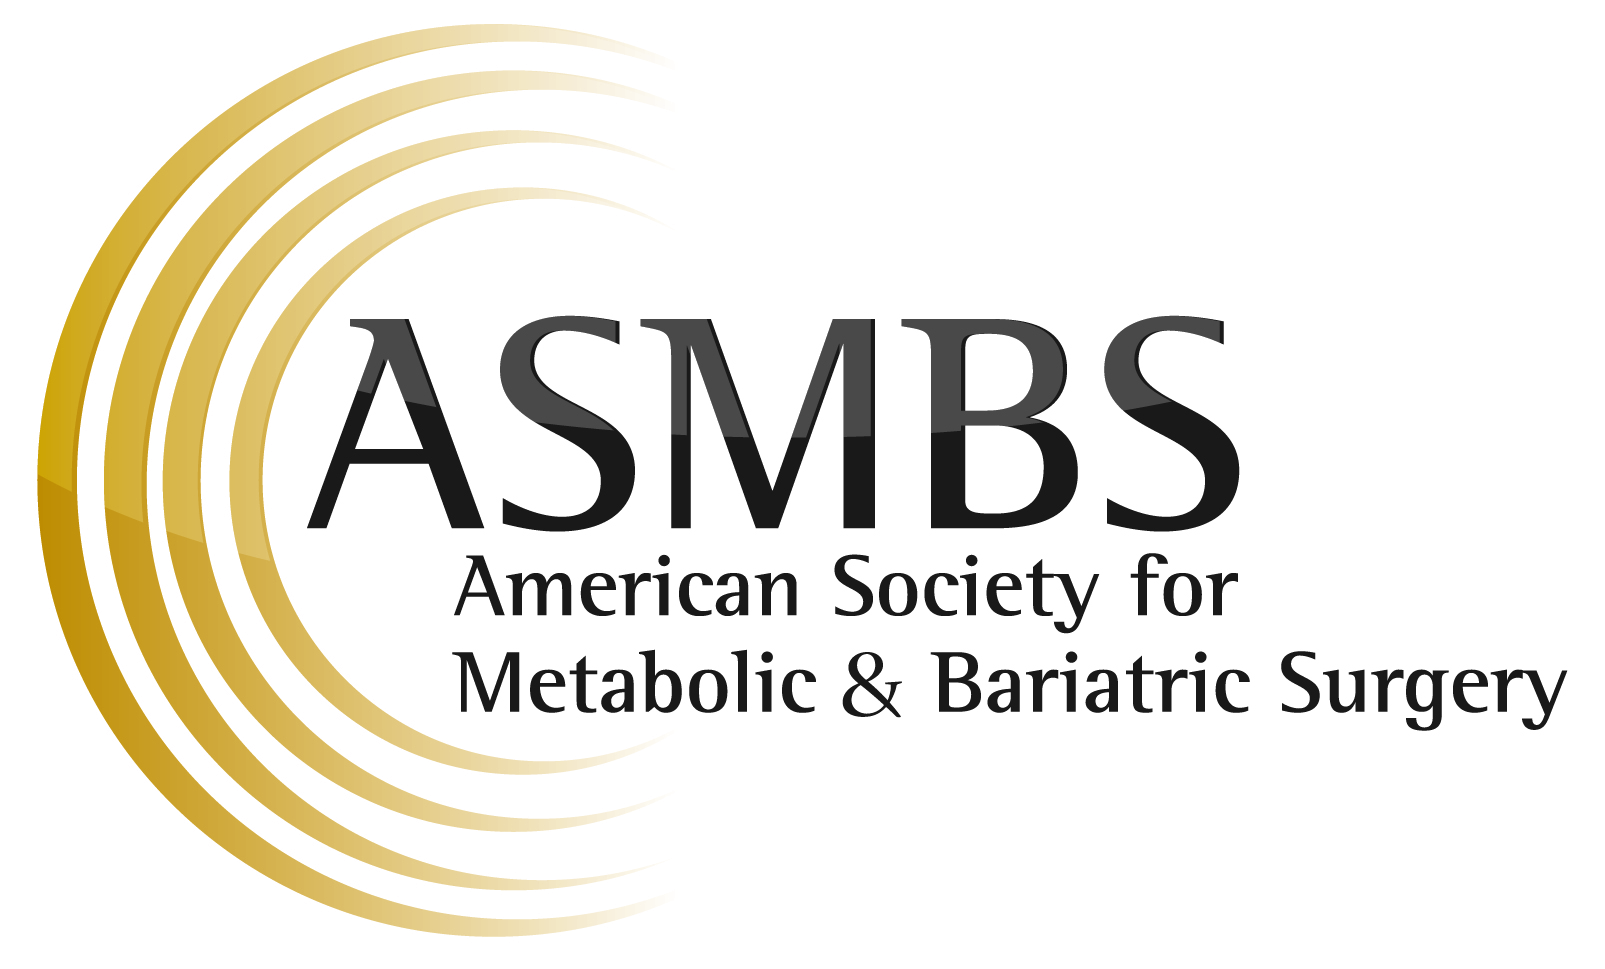 ASMBS
American Society for
Metabolic & Bariatric Surgery